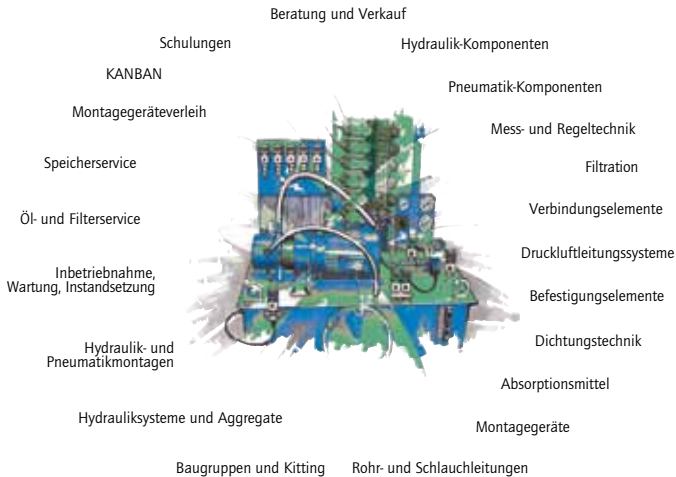 Beratung und Verkauf
Schulungen
Hydraulik-Komponenten
KANBAN
Pneumatik-Komponenten
Montagegeräteverleih
Mess- und Regeltechnik
Speicherservice
Filtration
Öl- und Filterservice
Verbindungselemente
Druckluftleitungssysteme
Inbetriebnahme,
Wartung, Instandsetzung
Befestigungselemente
Hydraulik- und
Pneumatikmontagen
Dichtungstechnik
Absorptionsmittel
Hydrauliksysteme und Aggregate
Montagegeräte
Baugruppen und Kitting
Rohr- und Schlauchleitungen